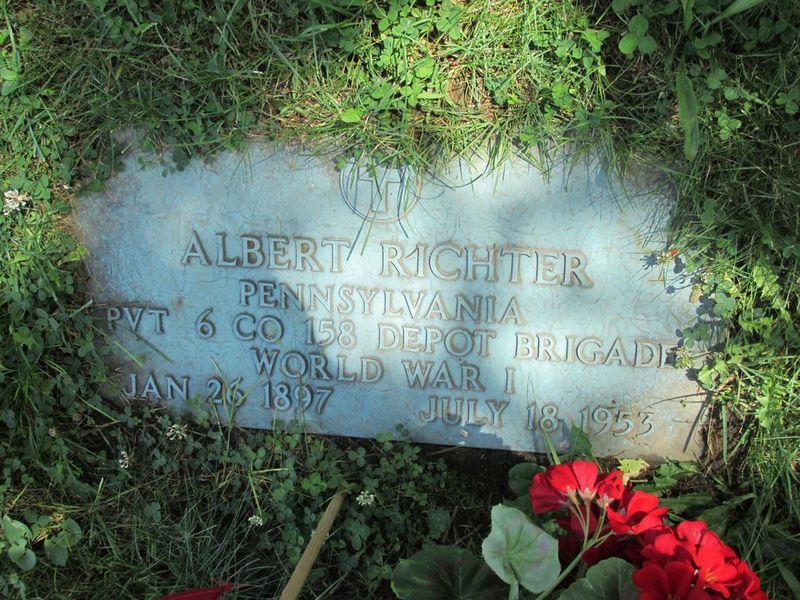 ALBERT RICHTER
PENNSYLVANIA
PVT 6 CO 158 DEPOT BRIGADE
WORLD WAR I
JAN 26 1897 JULY 18 1953